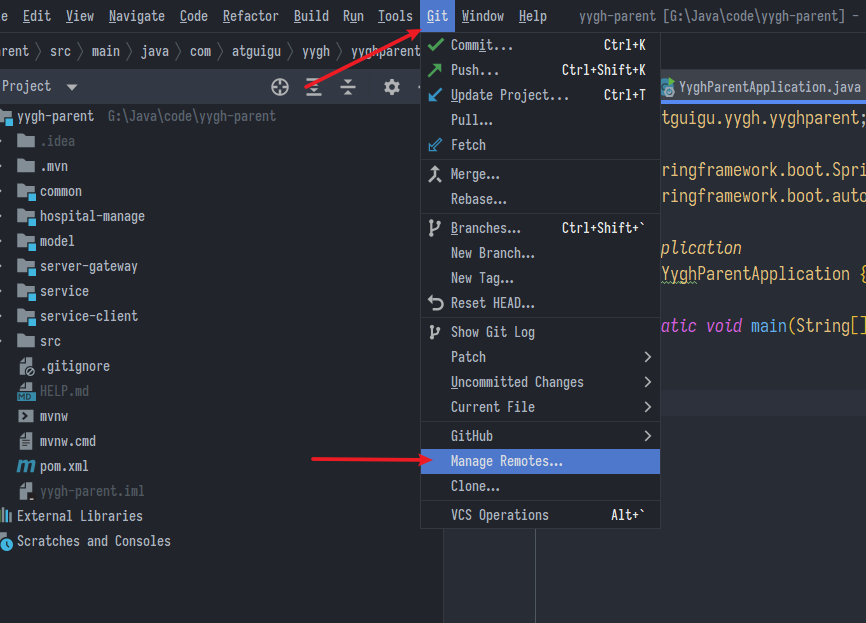 e Edit View Navigate Code Refactor Build Run Tools Git Window Help yygh-parent [G:\Java\code\yygh-parent] -
rent 〉 src 〉 main 〉 java 〉 com 〉 atguigu 〉 yygh 〉 yyghparent
Project
YyghParentApplication.java
yygh-parent G:\Java\code\yygh-parent
.idea
.mvn
common
hospital-manage
model
server-gateway
service
service-client
src
.gitignore
HELP.md
mvnw
mvnw.cmd
pom.xml
yygh-parent.iml
External Libraries
Scratches and Consoles
Commit... Ctrl+K
Push... Ctrl+Shift+K
Update Project... Ctrl+T
Pull...
Fetch
Merge...
Rebase...
Branches... Ctrl+Shift+`
New Branch...
New Tag...
Reset HEAD...
Show Git Log
Patch
Uncommitted Changes
Current File
GitHub
Manage Remotes...
Clone...
VCS Operations Alt+`
tguigu.yygh.yyghparent;
ringframework.boot.Spri
ringframework.boot.auto
plication
YyghParentApplication {
atic void main(String[]